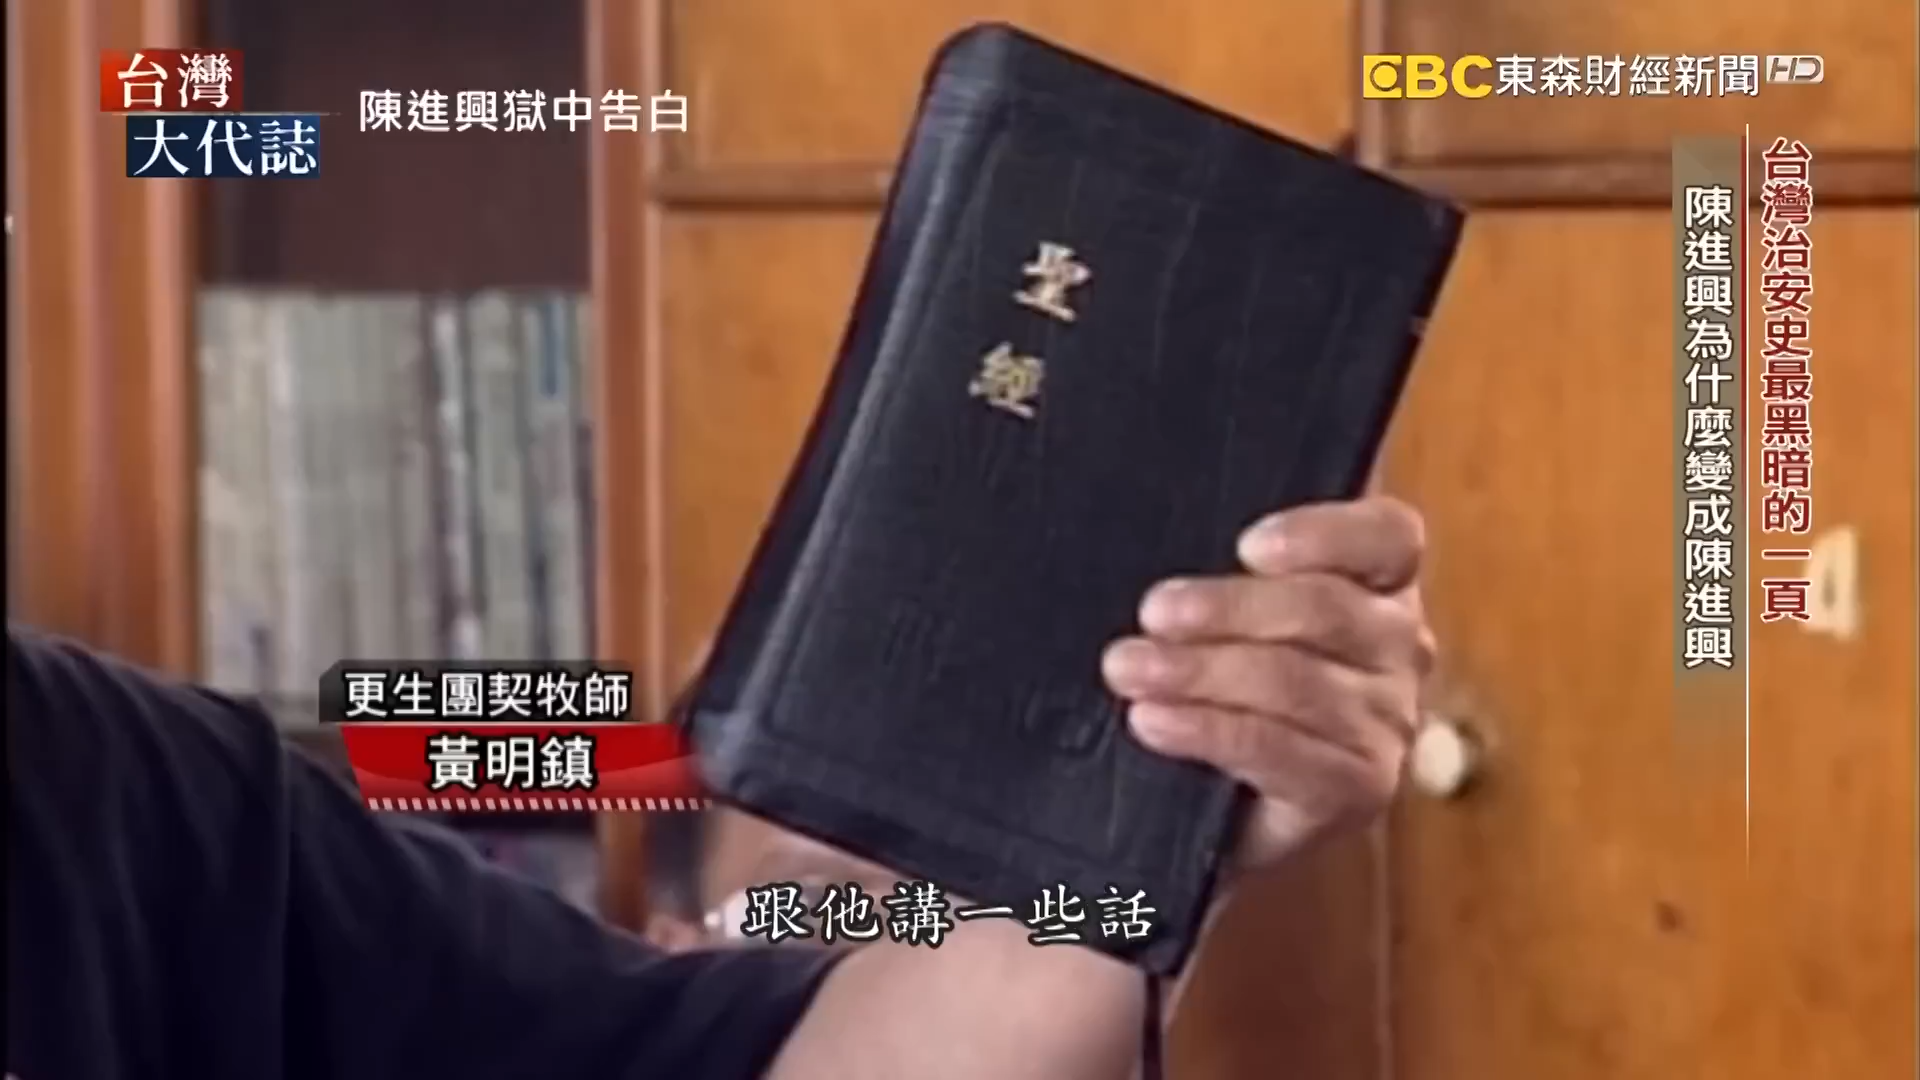 台灣
大代誌
陳進興獄中告白
EBC東森財經新聞HD
台灣治安史最黑暗的一頁
陳進興為什麼變成陳進興
聖經
4
更生團契牧師
黃明鎮
跟他講一些話